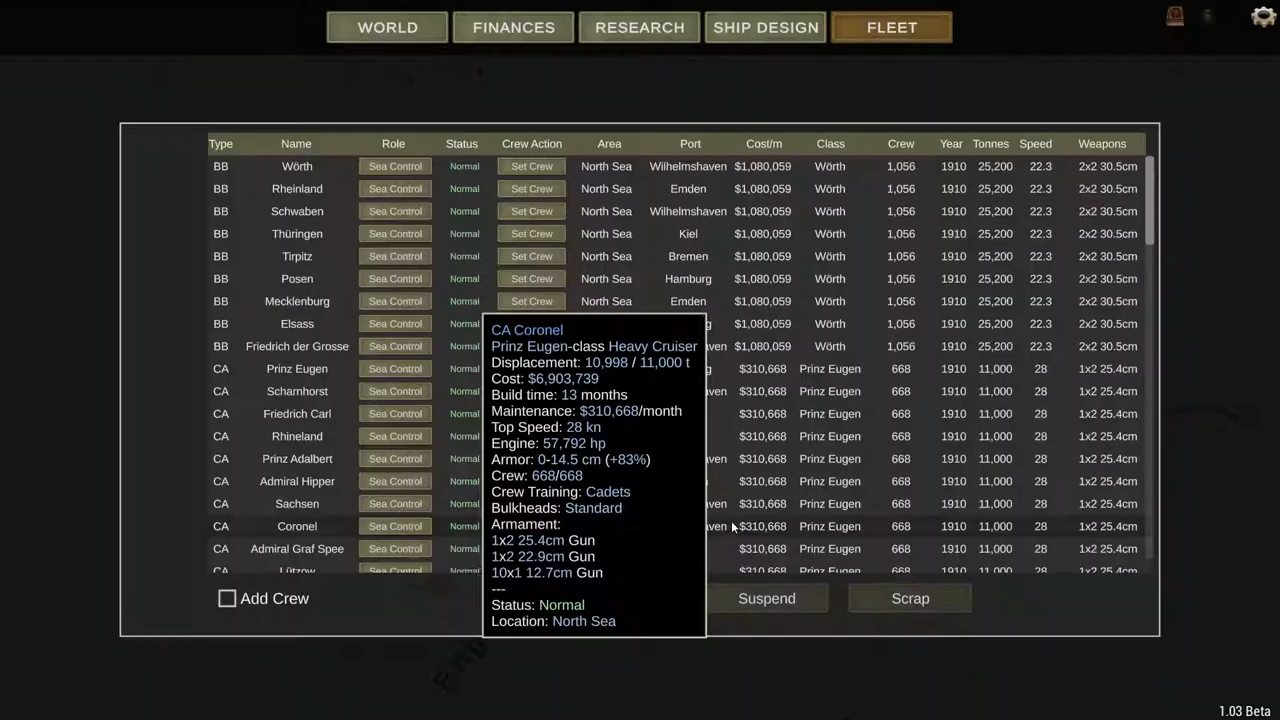 WORLD FINANCES RESEARCH SHIP DESIGN FLEET
Type Name Role Status Crew Action Area Port Cost/m Class Crew Year Tonnes Speed Weapons
BB Wörth Sea Control Normal Set Crew North Sea Wilhelmshaven $1,080,059 Wörth 1,056 1910 25,200 22.3 2x2 30.5cm
BB Rheinland Sea Control Normal Set Crew North Sea Emden $1,080,059 Wörth 1,056 1910 25,200 22.3 2x2 30.5cm
BB Schwaben Sea Control Normal Set Crew North Sea Wilhelmshaven $1,080,059 Wörth 1,056 1910 25,200 22.3 2x2 30.5cm
BB Thüringen Sea Control Normal Set Crew North Sea Kiel $1,080,059 Wörth 1,056 1910 25,200 22.3 2x2 30.5cm
BB Tirpitz Sea Control Normal Set Crew North Sea Bremen $1,080,059 Wörth 1,056 1910 25,200 22.3 2x2 30.5cm
BB Posen Sea Control Normal Set Crew North Sea Hamburg $1,080,059 Wörth 1,056 1910 25,200 22.3 2x2 30.5cm
BB Mecklenburg Sea Control Normal Set Crew North Sea Emden $1,080,059 Wörth 1,056 1910 25,200 22.3 2x2 30.5cm
BB Elsass Sea Control Normal g $1,080,059 Wörth 1,056 1910 25,200 22.3 2x2 30.5cm
BB Friedrich der Grosse Sea Control Normal aven $1,080,059 Wörth 1,056 1910 25,200 22.3 2x2 30.5cm
CA Prinz Eugen Sea Control Normal g $310,668 Prinz Eugen 668 1910 11,000 28 1x2 25.4cm
CA Scharnhorst Sea Control Normal aven $310,668 Prinz Eugen 668 1910 11,000 28 1x2 25.4cm
CA Friedrich Carl Sea Control Normal $310,668 Prinz Eugen 668 1910 11,000 28 1x2 25.4cm
CA Rhineland Sea Control Normal $310,668 Prinz Eugen 668 1910 11,000 28 1x2 25.4cm
CA Prinz Adalbert Sea Control Normal aven $310,668 Prinz Eugen 668 1910 11,000 28 1x2 25.4cm
CA Admiral Hipper Sea Control Normal $310,668 Prinz Eugen 668 1910 11,000 28 1x2 25.4cm
CA Sachsen Sea Control Normal aven $310,668 Prinz Eugen 668 1910 11,000 28 1x2 25.4cm
CA Coronel Sea Control Normal aven $310,668 Prinz Eugen 668 1910 11,000 28 1x2 25.4cm
CA Admiral Graf Spee Sea Control Normal $310,668 Prinz Eugen 668 1910 11,000 28 1x2 25.4cm
CA Lützow Sea Control Normal $310,668 Prinz Eugen 668 1910 11,000 28 1x2 25.4cm
CA Coronel
Prinz Eugen-class Heavy Cruiser
Displacement: 10,998 / 11,000 t
Cost: $6,903,739
Build time: 13 months
Maintenance: $310,668/month
Top Speed: 28 kn
Engine: 57,792 hp
Armor: 0-14.5 cm (+83%)
Crew: 668/668
Crew Training: Cadets
Bulkheads: Standard
Armament:
1x2 25.4cm Gun
1x2 22.9cm Gun
10x1 12.7cm Gun
---
Status: Normal
Location: North Sea
Add Crew Suspend Scrap
1.03 Beta